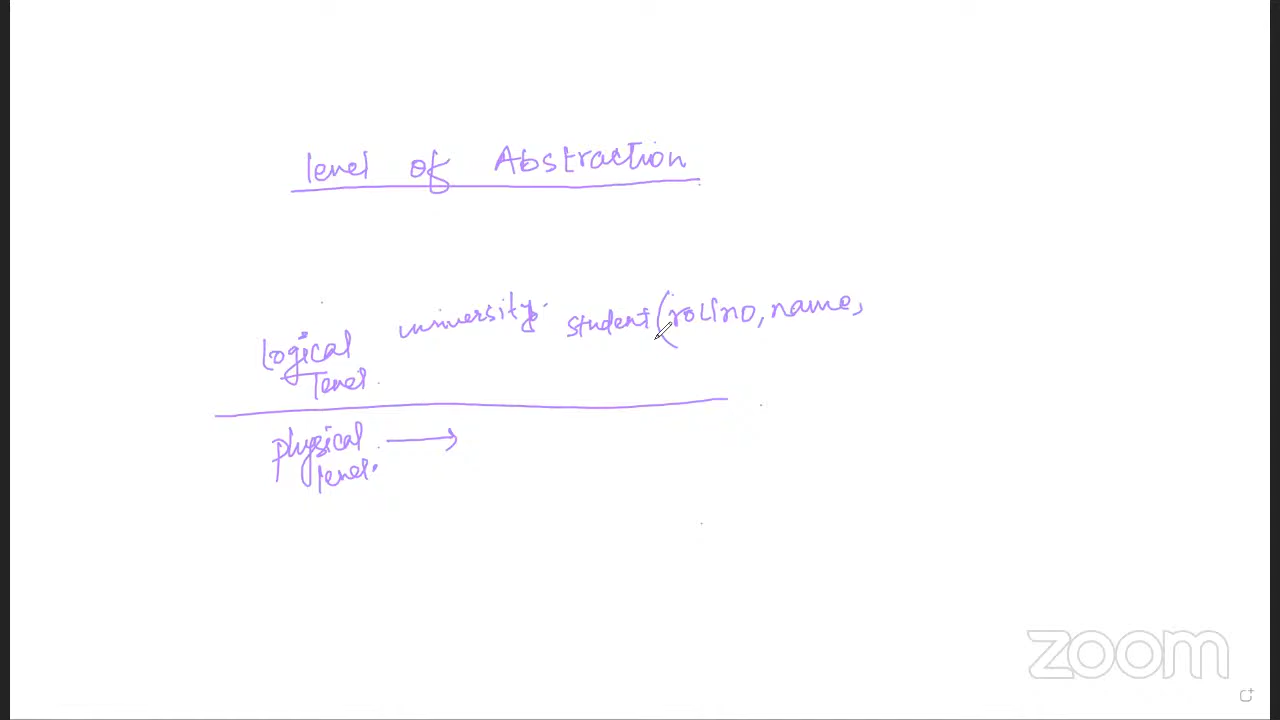 level of Abstraction
university. student (rollno, name,
Logical
level.
physical
level.
zoom